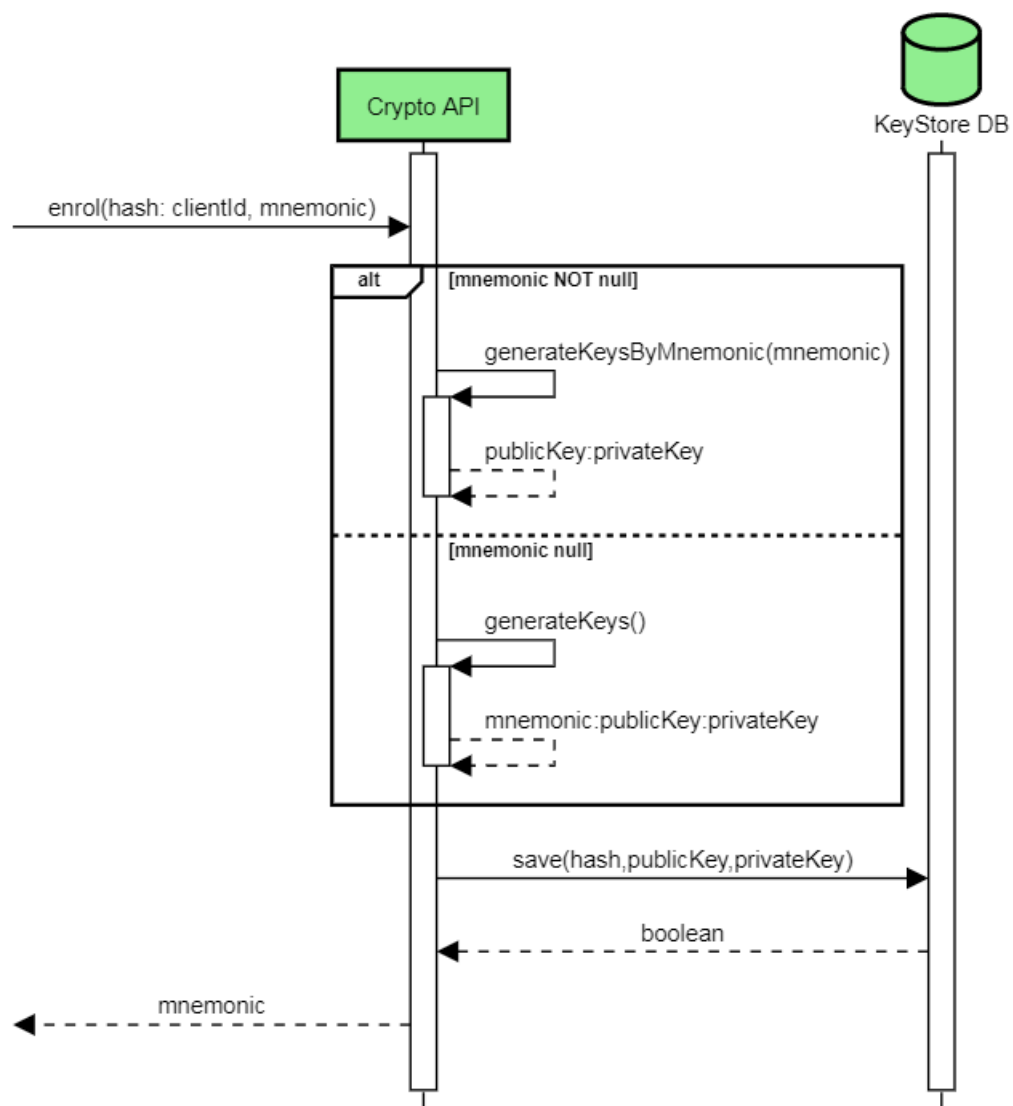 KeyStore DB
Crypto API
enrol(hash: clientId, mnemonic)
alt
[mnemonic NOT null]
generateKeysByMnemonic(mnemonic)
publicKey:privateKey
[mnemonic null]
generateKeys()
mnemonic:publicKey:privateKey
save(hash,publicKey,privateKey)
boolean
mnemonic